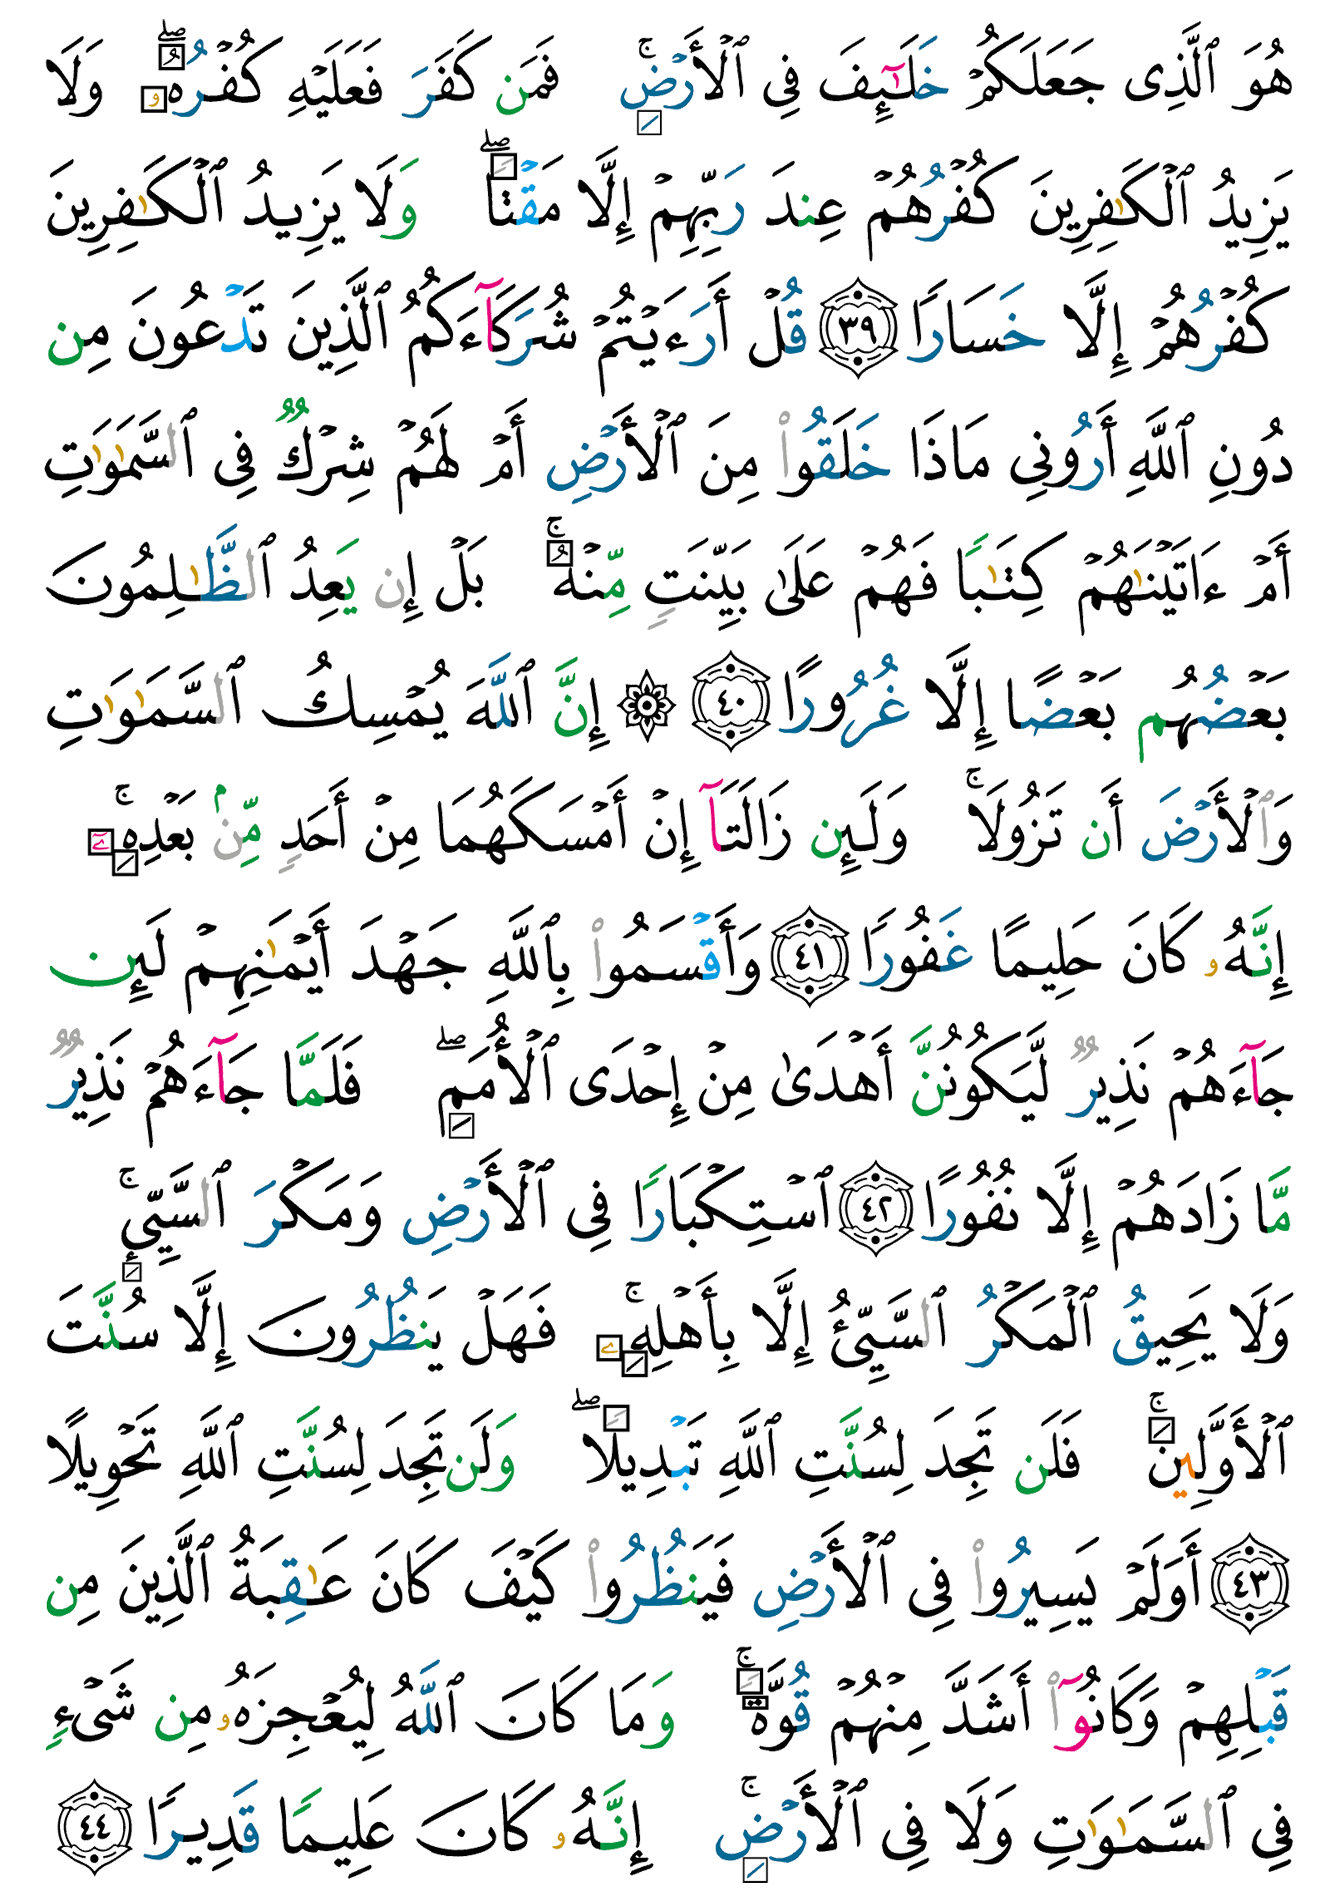 هُوَ ٱلَّذِى جَعَلَكُمْ خَلَـٰٓئِفَ فِى ٱلْأَرْضِ ۚ فَمَن كَفَرَ فَعَلَيْهِ كُفْرُهُۥ ۖ وَلَا
يَزِيدُ ٱلْكَـٰفِرِينَ كُفْرُهُمْ عِندَ رَبِّهِمْ إِلَّا مَقْتًا ۖ وَلَا يَزِيدُ ٱلْكَـٰفِرِينَ
كُفْرُهُمْ إِلَّا خَسَارًا ٣٩ قُلْ أَرَءَيْتُمْ شُرَكَآءَكُمُ ٱلَّذِينَ تَدْعُونَ مِن
دُونِ ٱللَّهِ أَرُونِى مَاذَا خَلَقُوا۟ مِنَ ٱلْأَرْضِ أَمْ لَهُمْ شِرْكٌ فِى ٱلسَّمَـٰوَٰتِ
أَمْ ءَاتَيْنَـٰهُمْ كِتَـٰبًا فَهُمْ عَلَىٰ بَيِّنَتٍ مِّنْهُ ۚ بَلْ إِن يَعِدُ ٱلظَّـٰلِمُونَ
بَعْضُهُم بَعْضًا إِلَّا غُرُورًا ٤٠ ۞ إِنَّ ٱللَّهَ يُمْسِكُ ٱلسَّمَـٰوَٰتِ
وَٱلْأَرْضَ أَن تَزُولَا ۚ وَلَئِن زَالَتَآ إِنْ أَمْسَكَهُمَا مِنْ أَحَدٍ مِّنۢ بَعْدِهِۦٓ ۚ
إِنَّهُۥ كَانَ حَلِيمًا غَفُورًا ٤١ وَأَقْسَمُوا۟ بِٱللَّهِ جَهْدَ أَيْمَـٰنِهِمْ لَئِن
جَآءَهُمْ نَذِيرٌ لَّيَكُونُنَّ أَهْدَىٰ مِنْ إِحْدَى ٱلْأُمَمِ ۖ فَلَمَّا جَآءَهُمْ نَذِيرٌ
مَّا زَادَهُمْ إِلَّا نُفُورًا ٤٢ ٱسْتِكْبَارًا فِى ٱلْأَرْضِ وَمَكْرَ ٱلسَّيِّئِ ۚ
وَلَا يَحِيقُ ٱلْمَكْرُ ٱلسَّيِّئُ إِلَّا بِأَهْلِهِۦ ۚ فَهَلْ يَنظُرُونَ إِلَّا سُنَّتَ
ٱلْأَوَّلِينَ ۚ فَلَن تَجِدَ لِسُنَّتِ ٱللَّهِ تَبْدِيلًا ۖ وَلَن تَجِدَ لِسُنَّتِ ٱللَّهِ تَحْوِيلًا
٤٣ أَوَلَمْ يَسِيرُوا۟ فِى ٱلْأَرْضِ فَيَنظُرُوا۟ كَيْفَ كَانَ عَـٰقِبَةُ ٱلَّذِينَ مِن
قَبْلِهِمْ وَكَانُوٓا۟ أَشَدَّ مِنْهُمْ قُوَّةً ۚ وَمَا كَانَ ٱللَّهُ لِيُعْجِزَهُۥ مِن شَىْءٍ
فِى ٱلسَّمَـٰوَٰتِ وَلَا فِى ٱلْأَرْضِ ۚ إِنَّهُۥ كَانَ عَلِيمًا قَدِيرًا ٤٤